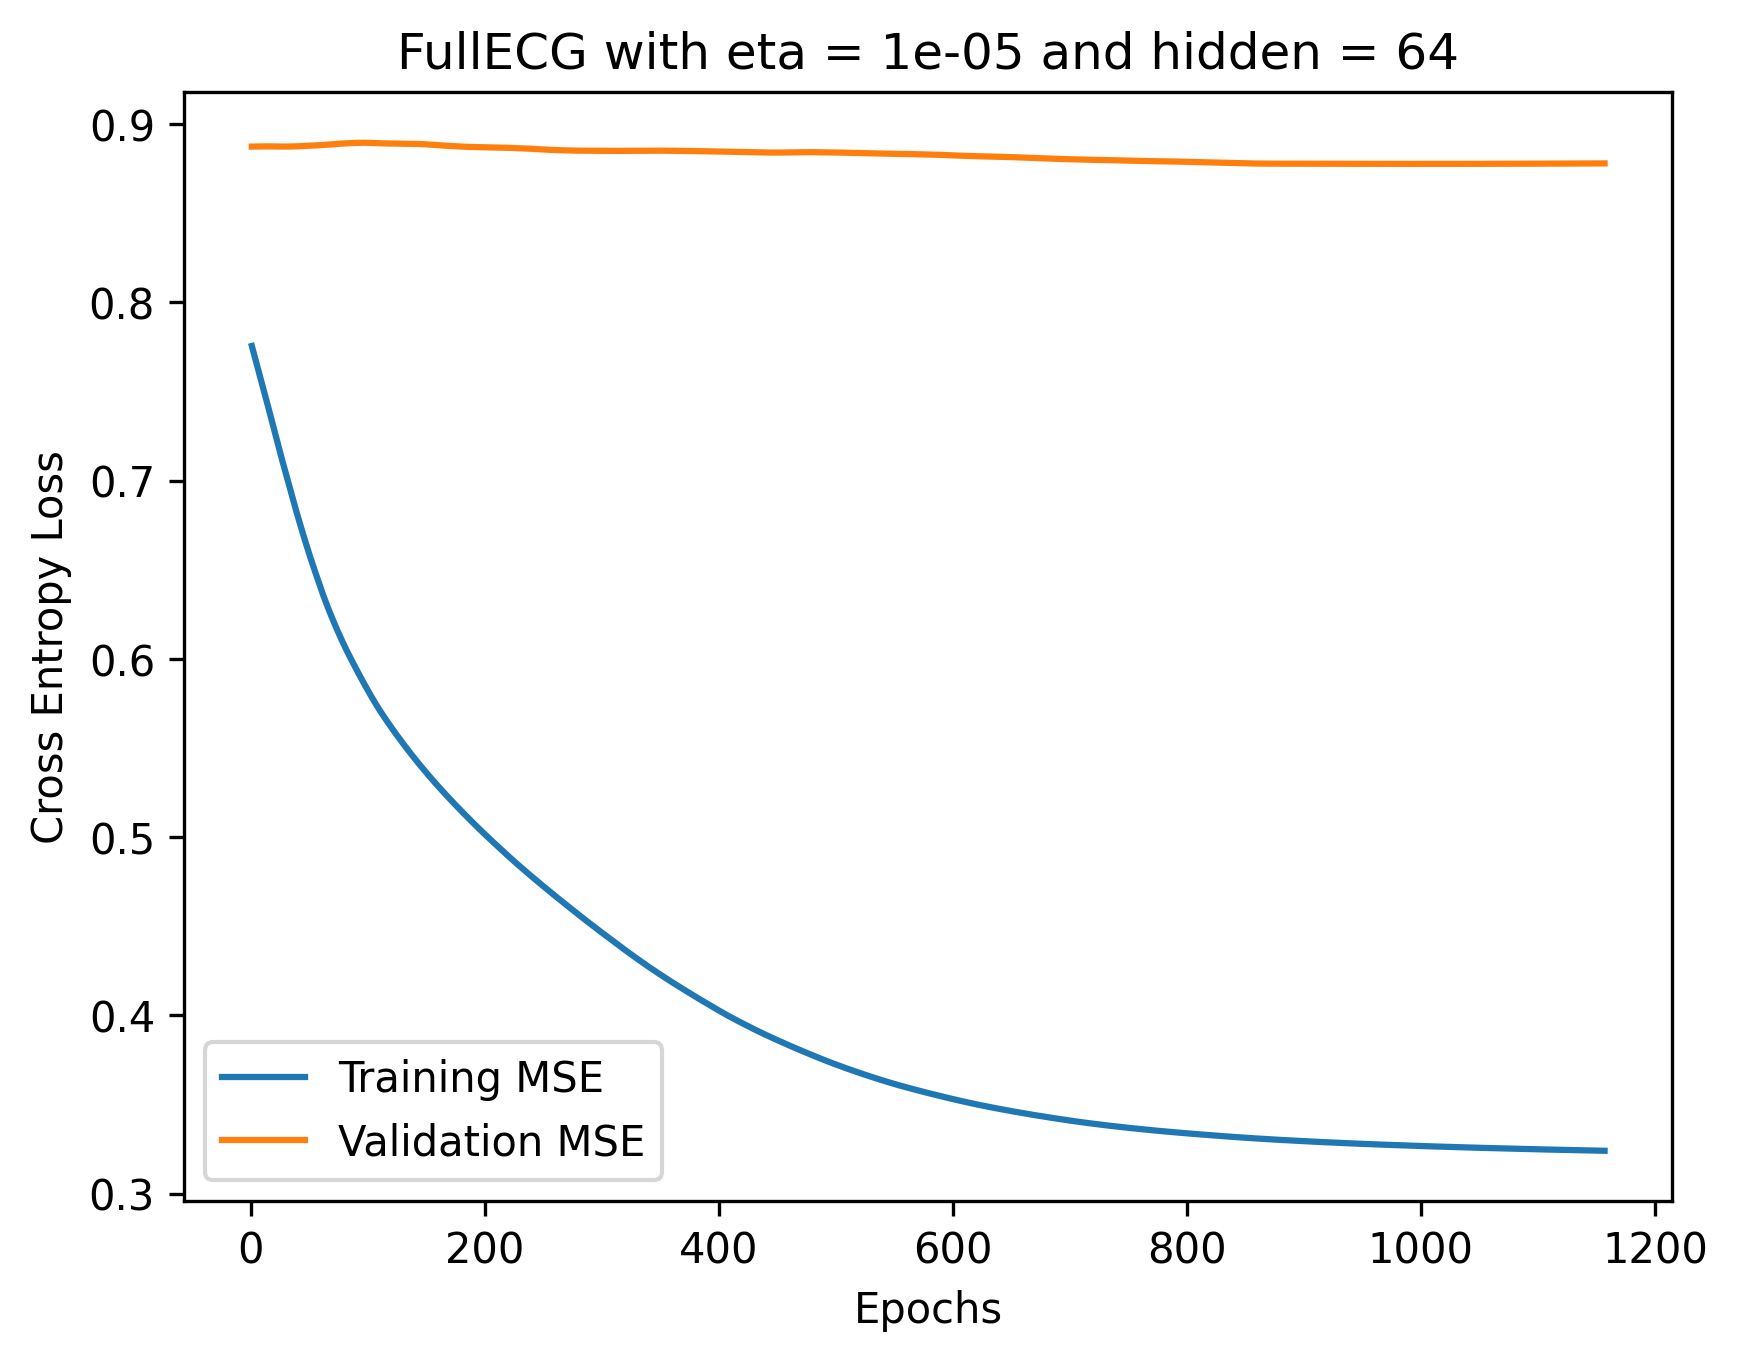 FullECG with eta = 1e-05 and hidden = 64
Cross Entropy Loss
0.9
0.8
0.7
0.6
0.5
0.4
0.3
Training MSE
Validation MSE
0 200 400 600 800 1000 1200
Epochs